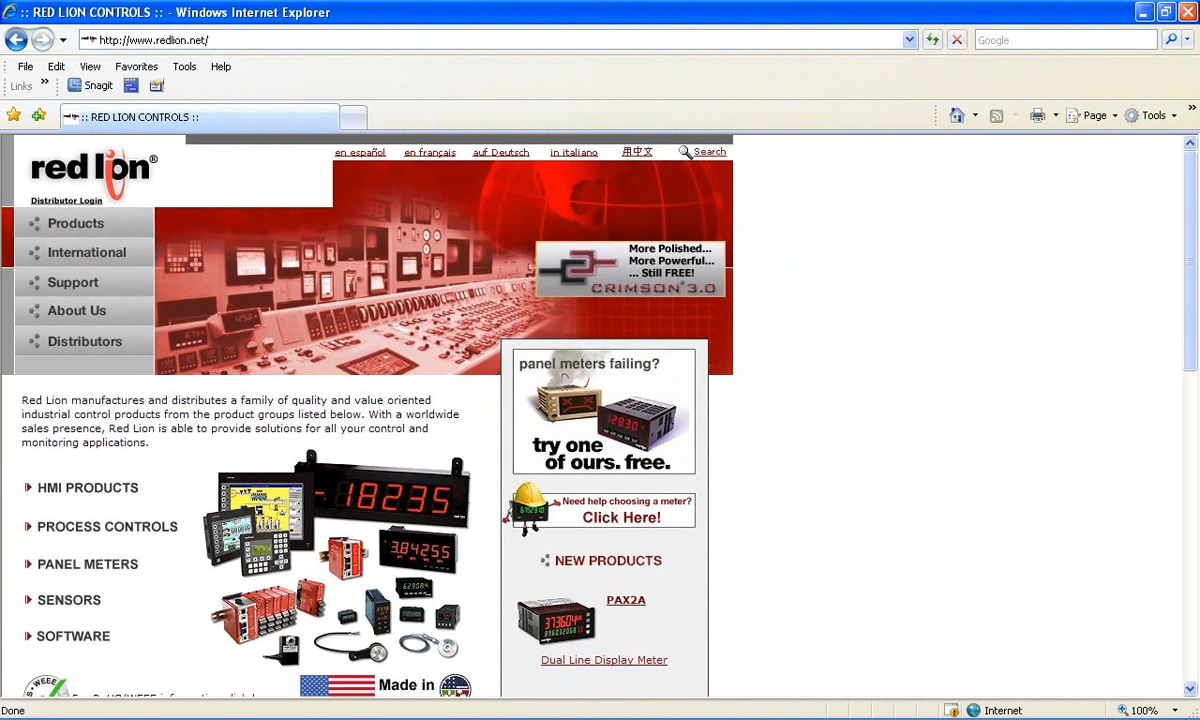 :: RED LION CONTROLS :: - Windows Internet Explorer
http://www.redlion.net/
Google
File Edit View Favorites Tools Help
Links » Snagit
:: RED LION CONTROLS ::
Page Tools »
red lion®
Distributor Login
en español en français auf Deutsch in italiano 用中文 Search
Products
International
Support
About Us
Distributors
More Polished...
More Powerful...
... Still FREE!
CRIMSON® 3.0
panel meters failing?
128.30
try one
of ours. free.
Red Lion manufactures and distributes a family of quality and value oriented
industrial control products from the product groups listed below. With a worldwide
sales presence, Red Lion is able to provide solutions for all your control and
monitoring applications.
HMI PRODUCTS
PROCESS CONTROLS
PANEL METERS
SENSORS
SOFTWARE
-18235
3.84255
Need help choosing a meter?
Click Here!
NEW PRODUCTS
PAX2A
Dual Line Display Meter
WEEE
Made in
Done
Internet
100%